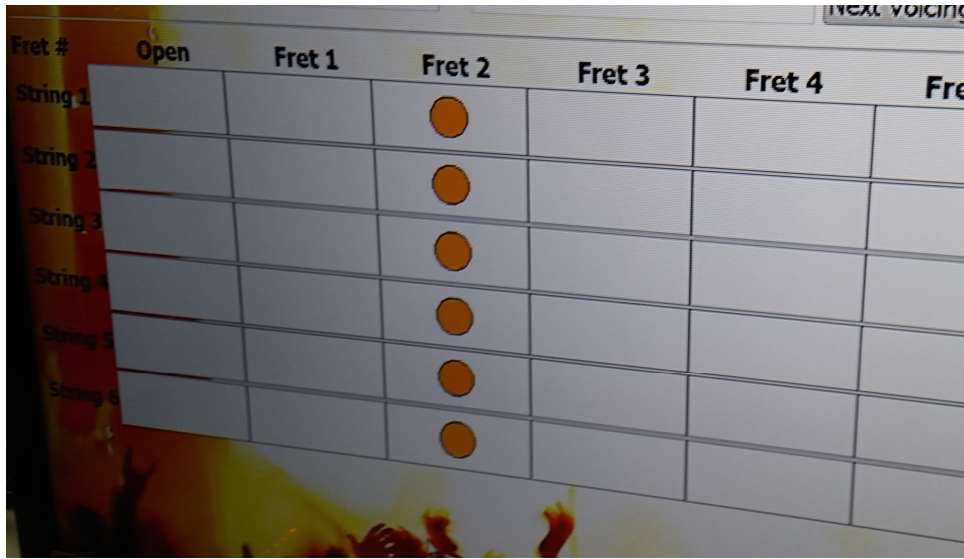 Next Voicing
Fret # Open Fret 1 Fret 2 Fret 3 Fret 4
String 1
String 2
String 3
String 4
String 5
String 6